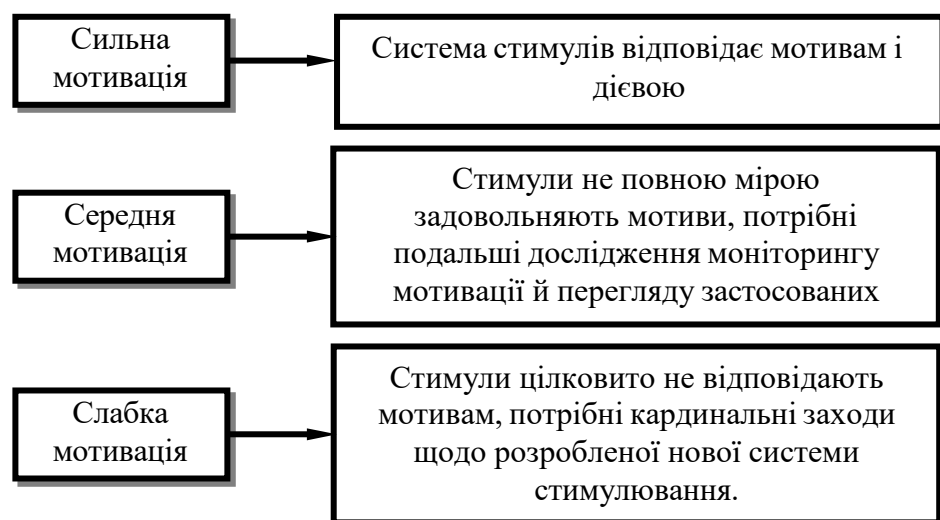 Сильна
мотивація
Система стимулів відповідає мотивам і
дієвою
Середня
мотивація
Стимули не повною мірою
задовольняють мотиви, потрібні
подальші дослідження моніторингу
мотивації й перегляду застосованих
Слабка
мотивація
Стимули цілковито не відповідають
мотивам, потрібні кардинальні заходи
щодо розробленої нової системи
стимулювання.